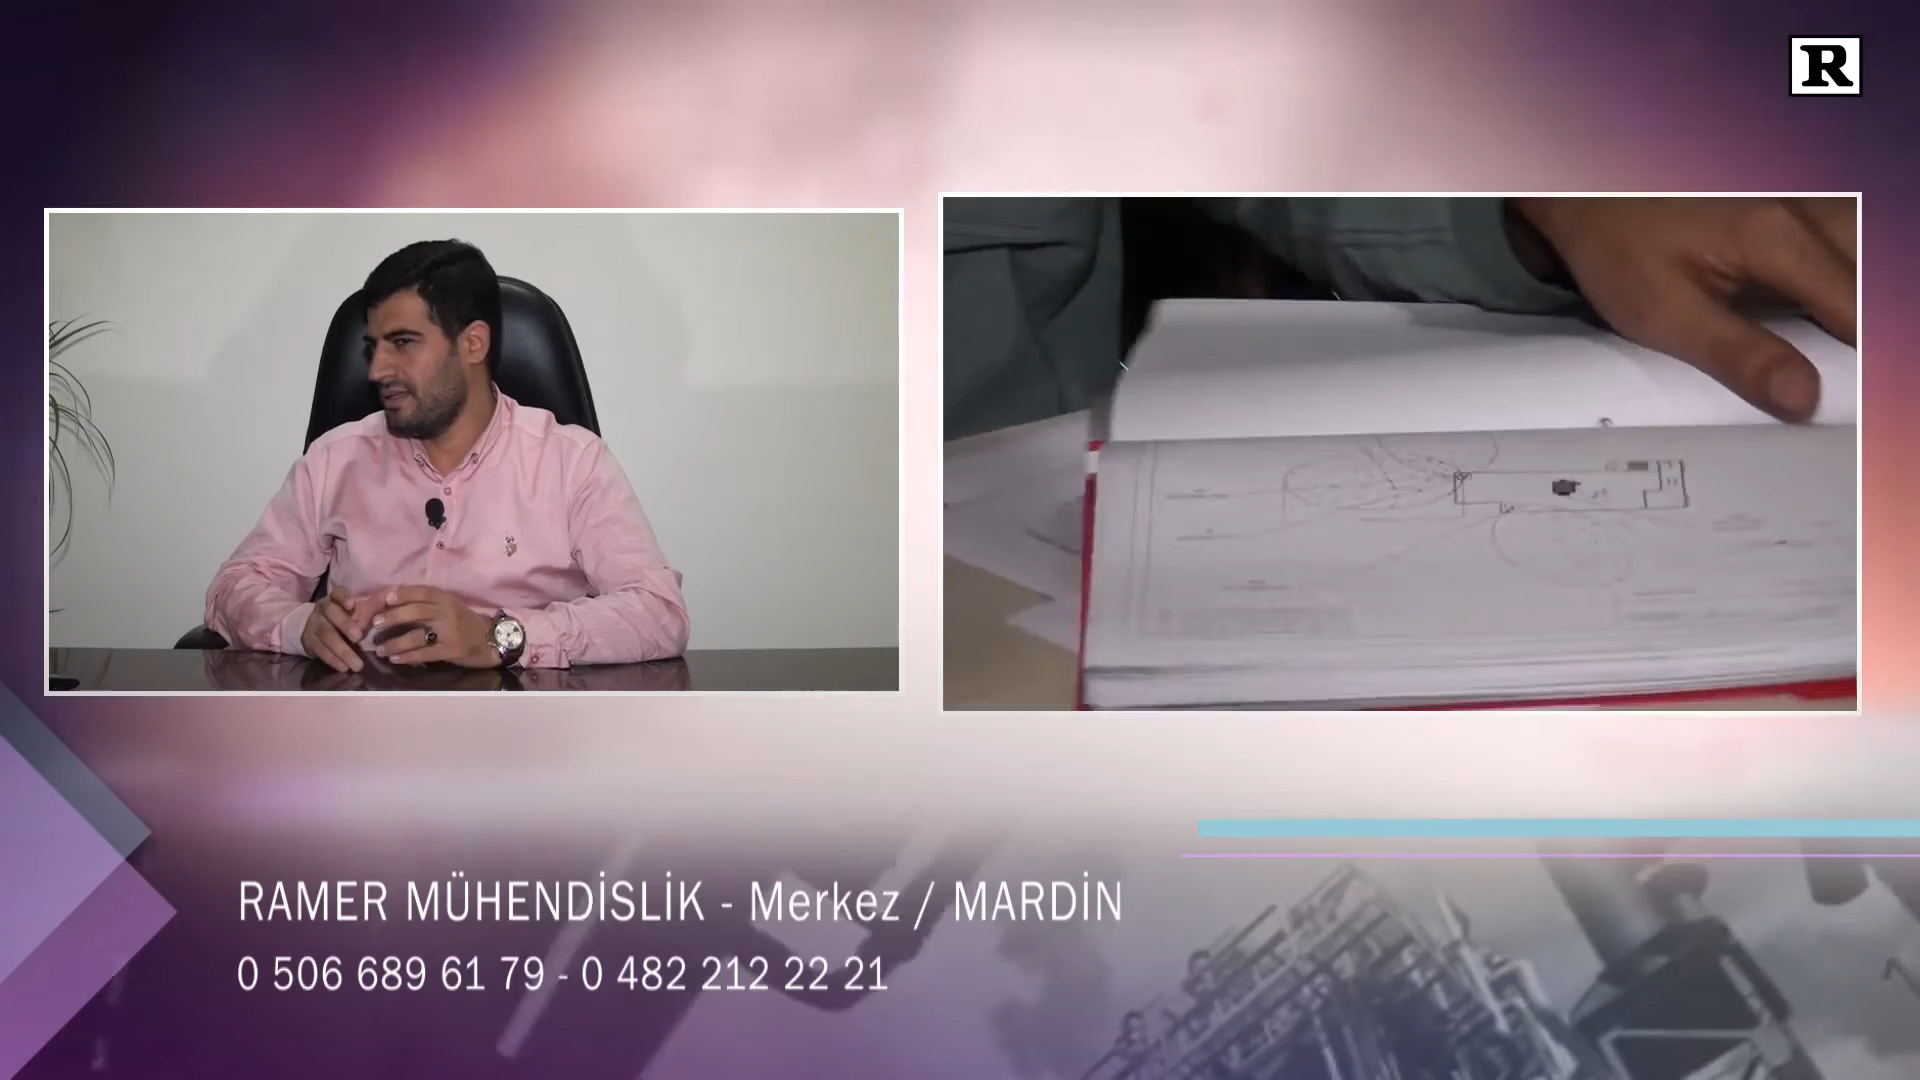 R
RAMER MÜHENDİSLİK - Merkez / MARDİN
0 506 689 61 79 - 0 482 212 22 21